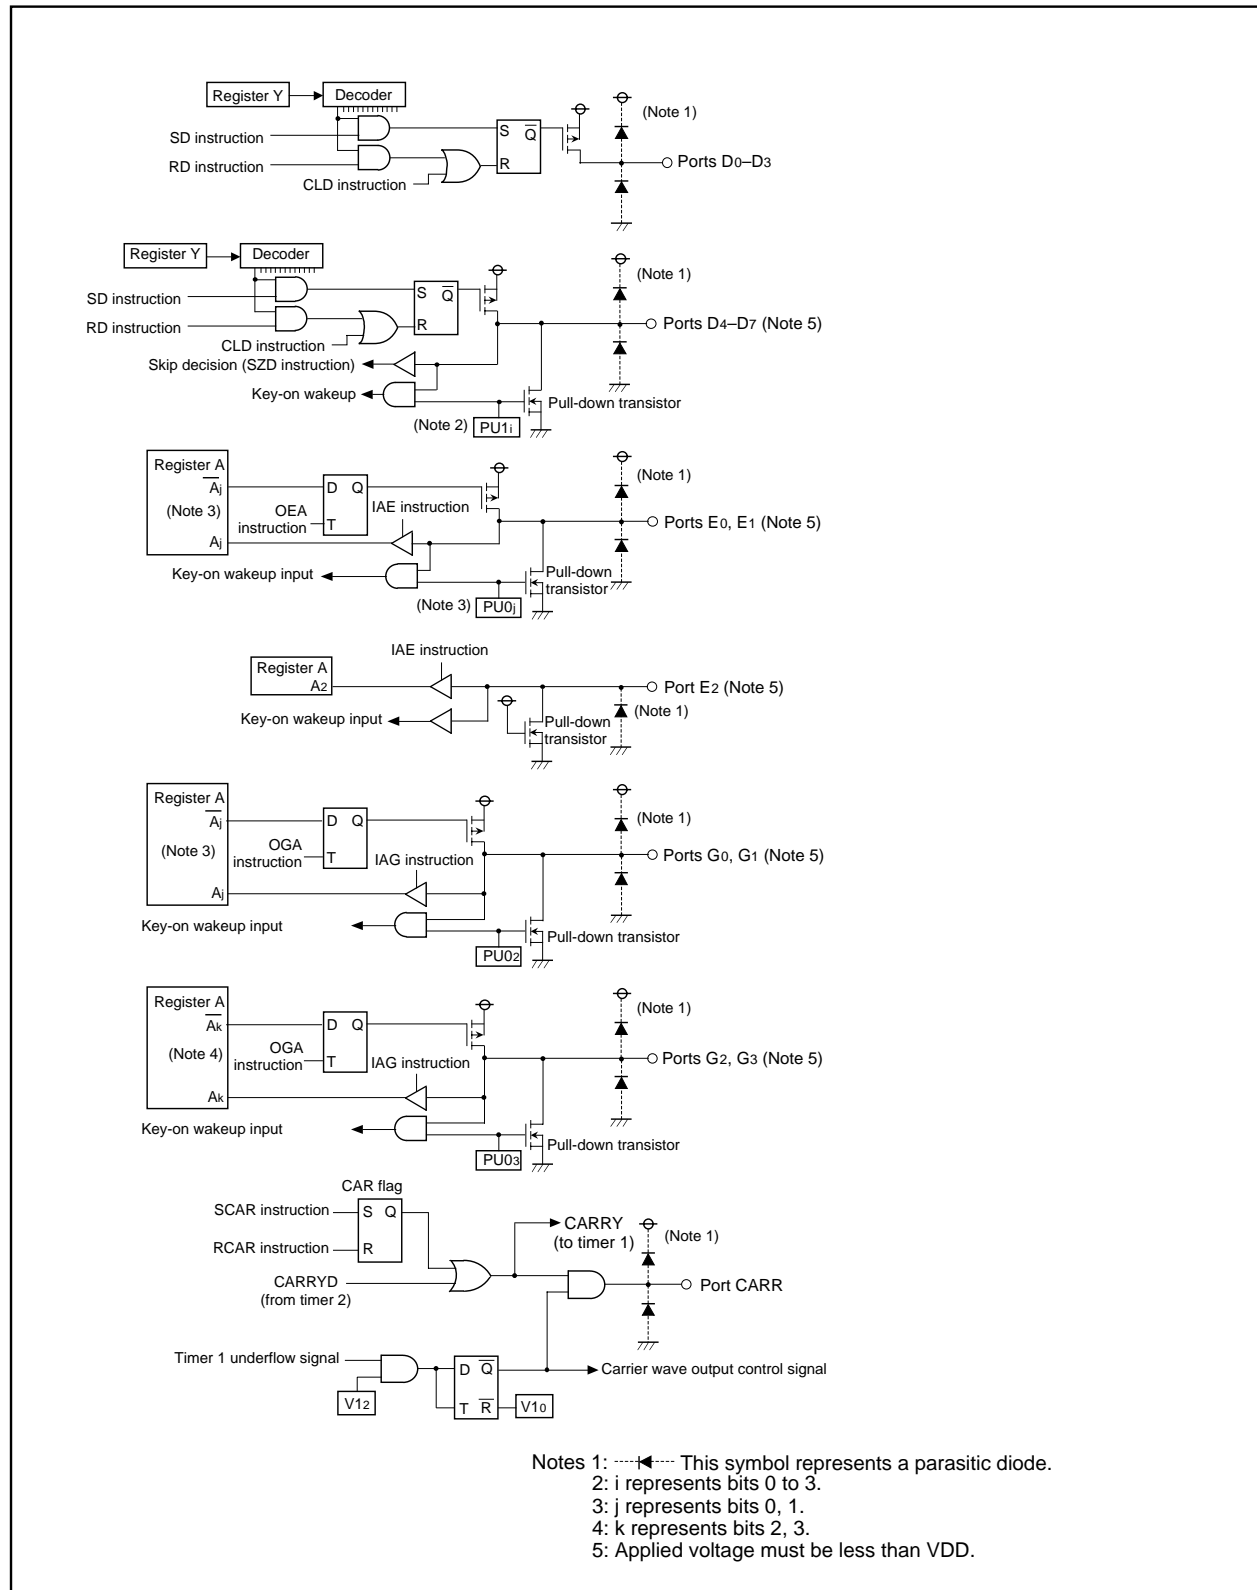 Register Y Decoder (Note 1)
SD instruction S Q̅
RD instruction R Ports D0–D3
CLD instruction
Register Y Decoder (Note 1)
SD instruction S Q̅
RD instruction R Ports D4–D7 (Note 5)
CLD instruction
Skip decision (SZD instruction)
Key-on wakeup Pull-down transistor
(Note 2) PU1i
Register A (Note 1)
A̅j D Q
(Note 3) OEA instruction T IAE instruction Ports E0, E1 (Note 5)
Aj
Key-on wakeup input Pull-down transistor
(Note 3) PU0j
IAE instruction
Register A
A2 Port E2 (Note 5)
(Note 1)
Key-on wakeup input Pull-down transistor
Register A (Note 1)
A̅j D Q
(Note 3) OGA instruction T IAG instruction Ports G0, G1 (Note 5)
Aj
Key-on wakeup input Pull-down transistor
PU02
Register A (Note 1)
A̅k D Q
(Note 4) OGA instruction T IAG instruction Ports G2, G3 (Note 5)
Ak
Key-on wakeup input Pull-down transistor
PU03
CAR flag
SCAR instruction S Q CARRY (to timer 1) (Note 1)
RCAR instruction R
CARRYD (from timer 2) Port CARR
Timer 1 underflow signal D Q̅ Carrier wave output control signal
V12 T R̅ V10
Notes 1: This symbol represents a parasitic diode.
2: i represents bits 0 to 3.
3: j represents bits 0, 1.
4: k represents bits 2, 3.
5: Applied voltage must be less than VDD.